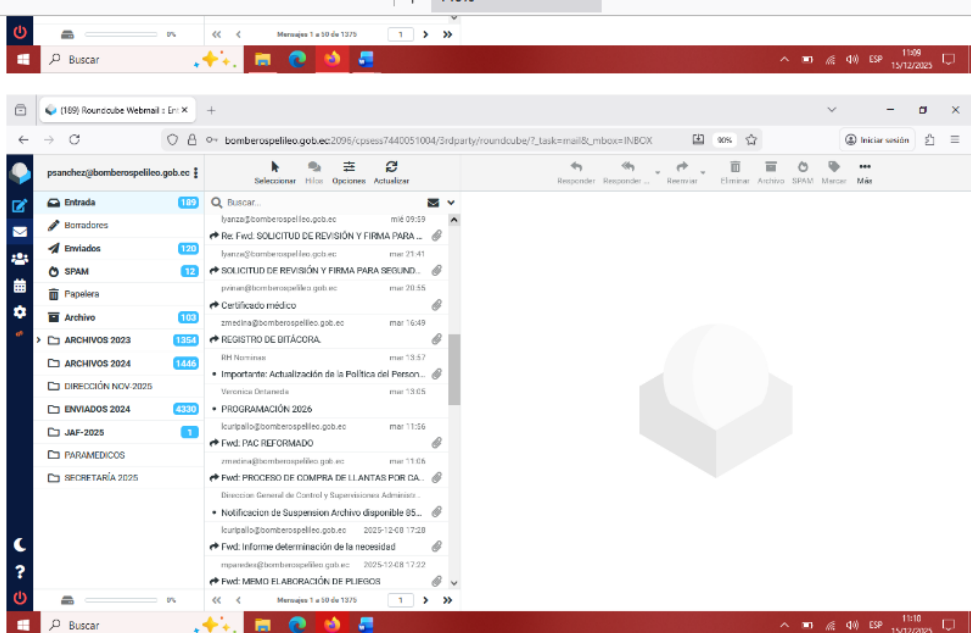 0%
Mensajes 1 a 50 de 1375
1
Buscar
ESP
11:09
15/12/2025
(189) Roundcube Webmail :: En
bomberospelileo.gob.ec:2096/cpsess7440051004/3rdparty/roundcube/?_task=mail&_mbox=INBOX
90%
Iniciar sesión
psanchez@bomberospelileo.gob.ec
Seleccionar
Hilos
Opciones
Actualizar
Responder
Responder ...
Reenviar
Eliminar
Archivo
SPAM
Marcar
Más
Entrada 189
Borradores
Enviados 120
SPAM 12
Papelera
Archivo 103
ARCHIVOS 2023 1354
ARCHIVOS 2024 1446
DIRECCIÓN NOV-2025
ENVIADOS 2024 4330
JAF-2025 1
PARAMEDICOS
SECRETARÍA 2025
Buscar...
lyanza@bomberospelileo.gob.ec mié 09:59
Re: Fwd: SOLICITUD DE REVISIÓN Y FIRMA PARA ...
lyanza@bomberospelileo.gob.ec mar 21:41
SOLICITUD DE REVISIÓN Y FIRMA PARA SEGUND...
@bomberospelileo.gob.ec mar 20:55
Certificado médico
zmedina@bomberospelileo.gob.ec mar 16:49
REGISTRO DE BITÁCORA.
RH Nominas mar 13:57
Importante: Actualización de la Política del Person...
Veronica Ontaneda mar 13:05
PROGRAMACIÓN 2026
lcuripallo@bomberospelileo.gob.ec mar 11:56
Fwd: PAC REFORMADO
zmedina@bomberospelileo.gob.ec mar 11:06
Fwd: PROCESO DE COMPRA DE LLANTAS POR CA...
Direccion General de Control y Supervisiones Administr...
Notificacion de Suspension Archivo disponible 85...
lcuripallo@bomberospelileo.gob.ec 2025-12-08 17:28
Fwd: Informe determinación de la necesidad
mparedes@bomberospelileo.gob.ec 2025-12-08 17:22
Fwd: MEMO ELABORACIÓN DE PLIEGOS
0%
Mensajes 1 a 50 de 1375
1
Buscar
ESP
11:10
15/12/2025